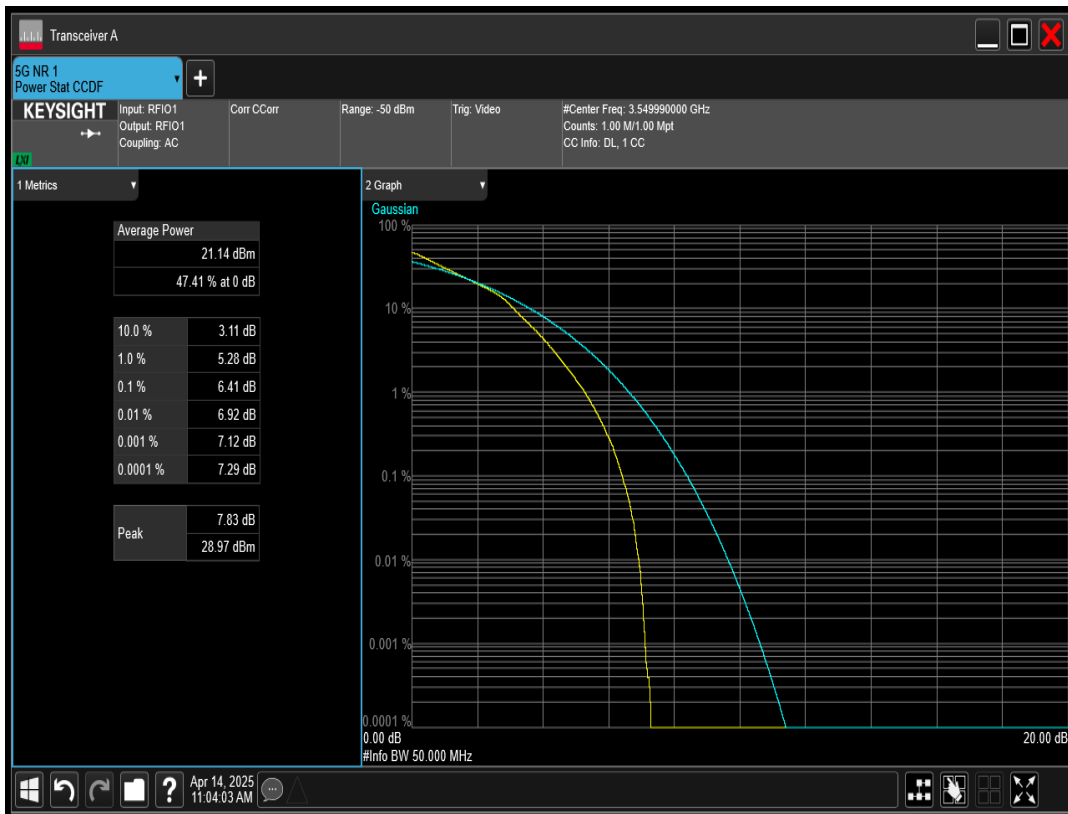 Transceiver A
5G NR 1
Power Stat CCDF
+
KEYSIGHT
LXI
Input: RFIO1
Output: RFIO1
Coupling: AC
Corr CCorr
Range: -50 dBm
Trig: Video
#Center Freq: 3.549990000 GHz
Counts: 1.00 M/1.00 Mpt
CC Info: DL, 1 CC
1 Metrics
Average Power
21.14 dBm
47.41 % at 0 dB
10.0 % 3.11 dB
1.0 % 5.28 dB
0.1 % 6.41 dB
0.01 % 6.92 dB
0.001 % 7.12 dB
0.0001 % 7.29 dB
Peak 7.83 dB
28.97 dBm
2 Graph
Gaussian
100 %
10 %
1 %
0.1 %
0.01 %
0.001 %
0.0001 %
0.00 dB 20.00 dB
#Info BW 50.000 MHz
?
Apr 14, 2025
11:04:03 AM